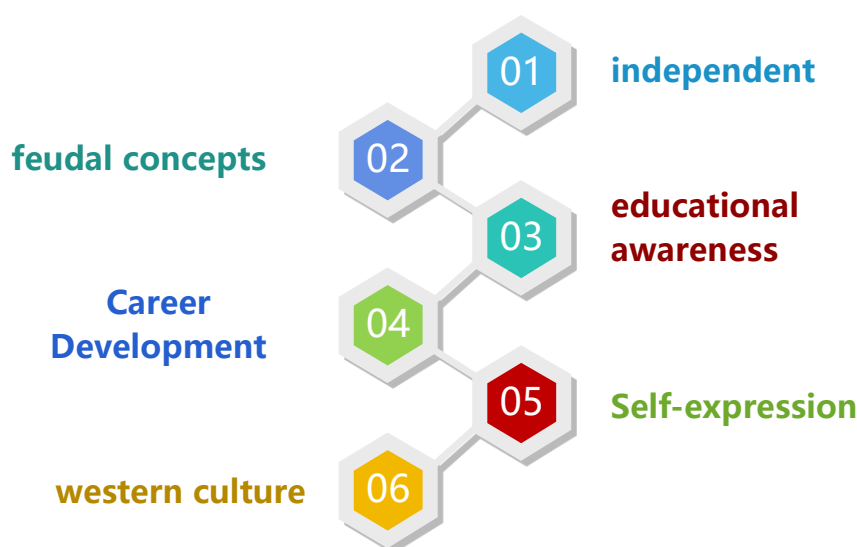 01
independent
02
feudal concepts
03
educational
awareness
04
Career
Development
05
Self-expression
06
western culture